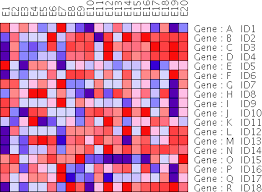 E1 E2 E3 E4 E5 E6 E7 E8 E9 E10 E11 E12 E13 E14 E15 E16 E17 E18 E19 E20
Gene : A ID1
Gene : B ID2
Gene : C ID3
Gene : D ID4
Gene : E ID5
Gene : F ID6
Gene : G ID7
Gene : H ID8
Gene : I ID9
Gene : J ID10
Gene : K ID11
Gene : L ID12
Gene : M ID13
Gene : N ID14
Gene : O ID15
Gene : P ID16
Gene : Q ID17
Gene : R ID18